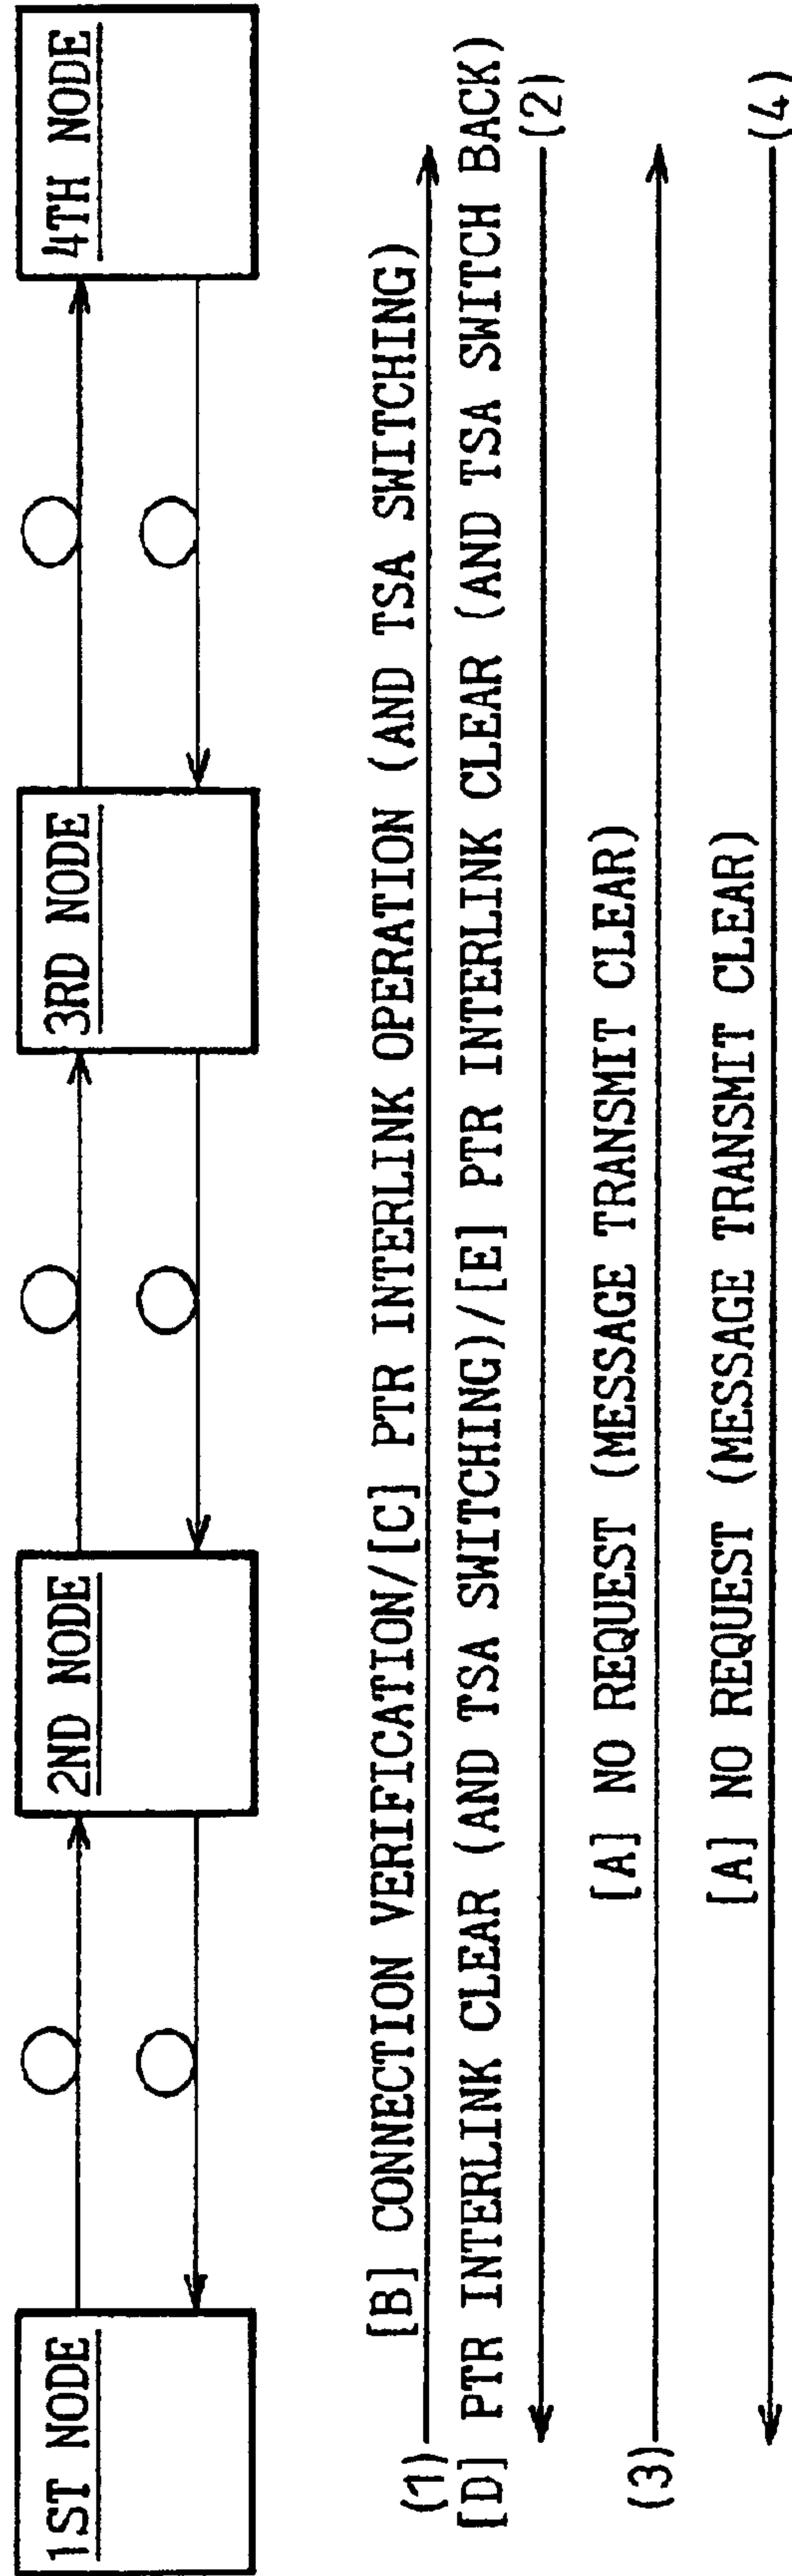 1ST NODE
2ND NODE
3RD NODE
4TH NODE
[B] CONNECTION VERIFICATION/[C] PTR INTERLINK OPERATION (AND TSA SWITCHING)
(1)
[D] PTR INTERLINK CLEAR (AND TSA SWITCHING)/[E] PTR INTERLINK CLEAR (AND TSA SWITCH BACK)
(2)
[A] NO REQUEST (MESSAGE TRANSMIT CLEAR)
(3)
[A] NO REQUEST (MESSAGE TRANSMIT CLEAR)
(4)